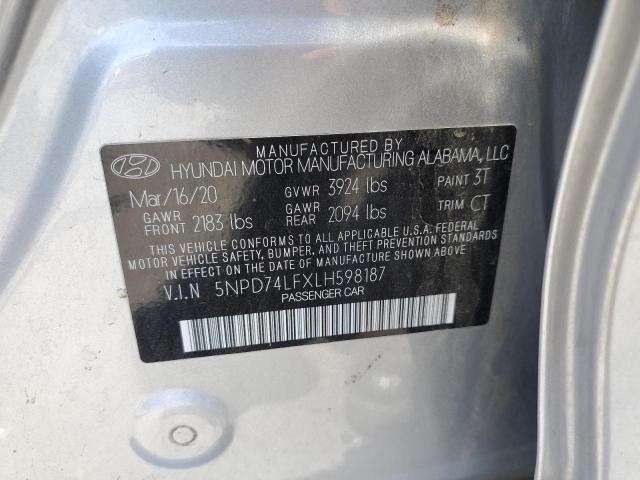 MANUFACTURED BY
HYUNDAI MOTOR MANUFACTURING ALABAMA, LLC
Mar/16/20 GVWR 3924 lbs PAINT 3T
GAWR FRONT 2183 lbs GAWR REAR 2094 lbs TRIM CT
THIS VEHICLE CONFORMS TO ALL APPLICABLE U.S.A. FEDERAL
MOTOR VEHICLE SAFETY, BUMPER, AND THEFT PREVENTION STANDARDS
IN EFFECT ON THE DATE OF MANUFACTURE SHOWN ABOVE.
V.I.N 5NPD74LFXLH598187
PASSENGER CAR